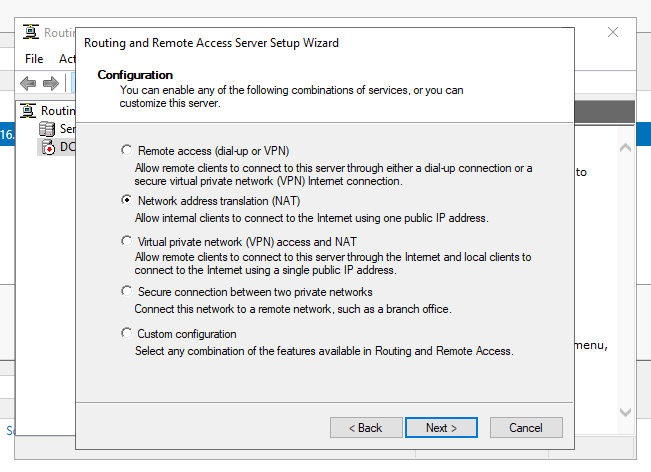 Routing and Remote Access Server Setup Wizard
File
Configuration
You can enable any of the following combinations of services, or you can
customize this server.
16.
Remote access (dial-up or VPN)
Allow remote clients to connect to this server through either a dial-up connection or a
secure virtual private network (VPN) Internet connection.
to
Network address translation (NAT)
Allow internal clients to connect to the Internet using one public IP address.
Virtual private network (VPN) access and NAT
Allow remote clients to connect to this server through the Internet and local clients to
connect to the Internet using a single public IP address.
Secure connection between two private networks
Connect this network to a remote network, such as a branch office.
Custom configuration
menu,
Select any combination of the features available in Routing and Remote Access.
< Back Next > Cancel